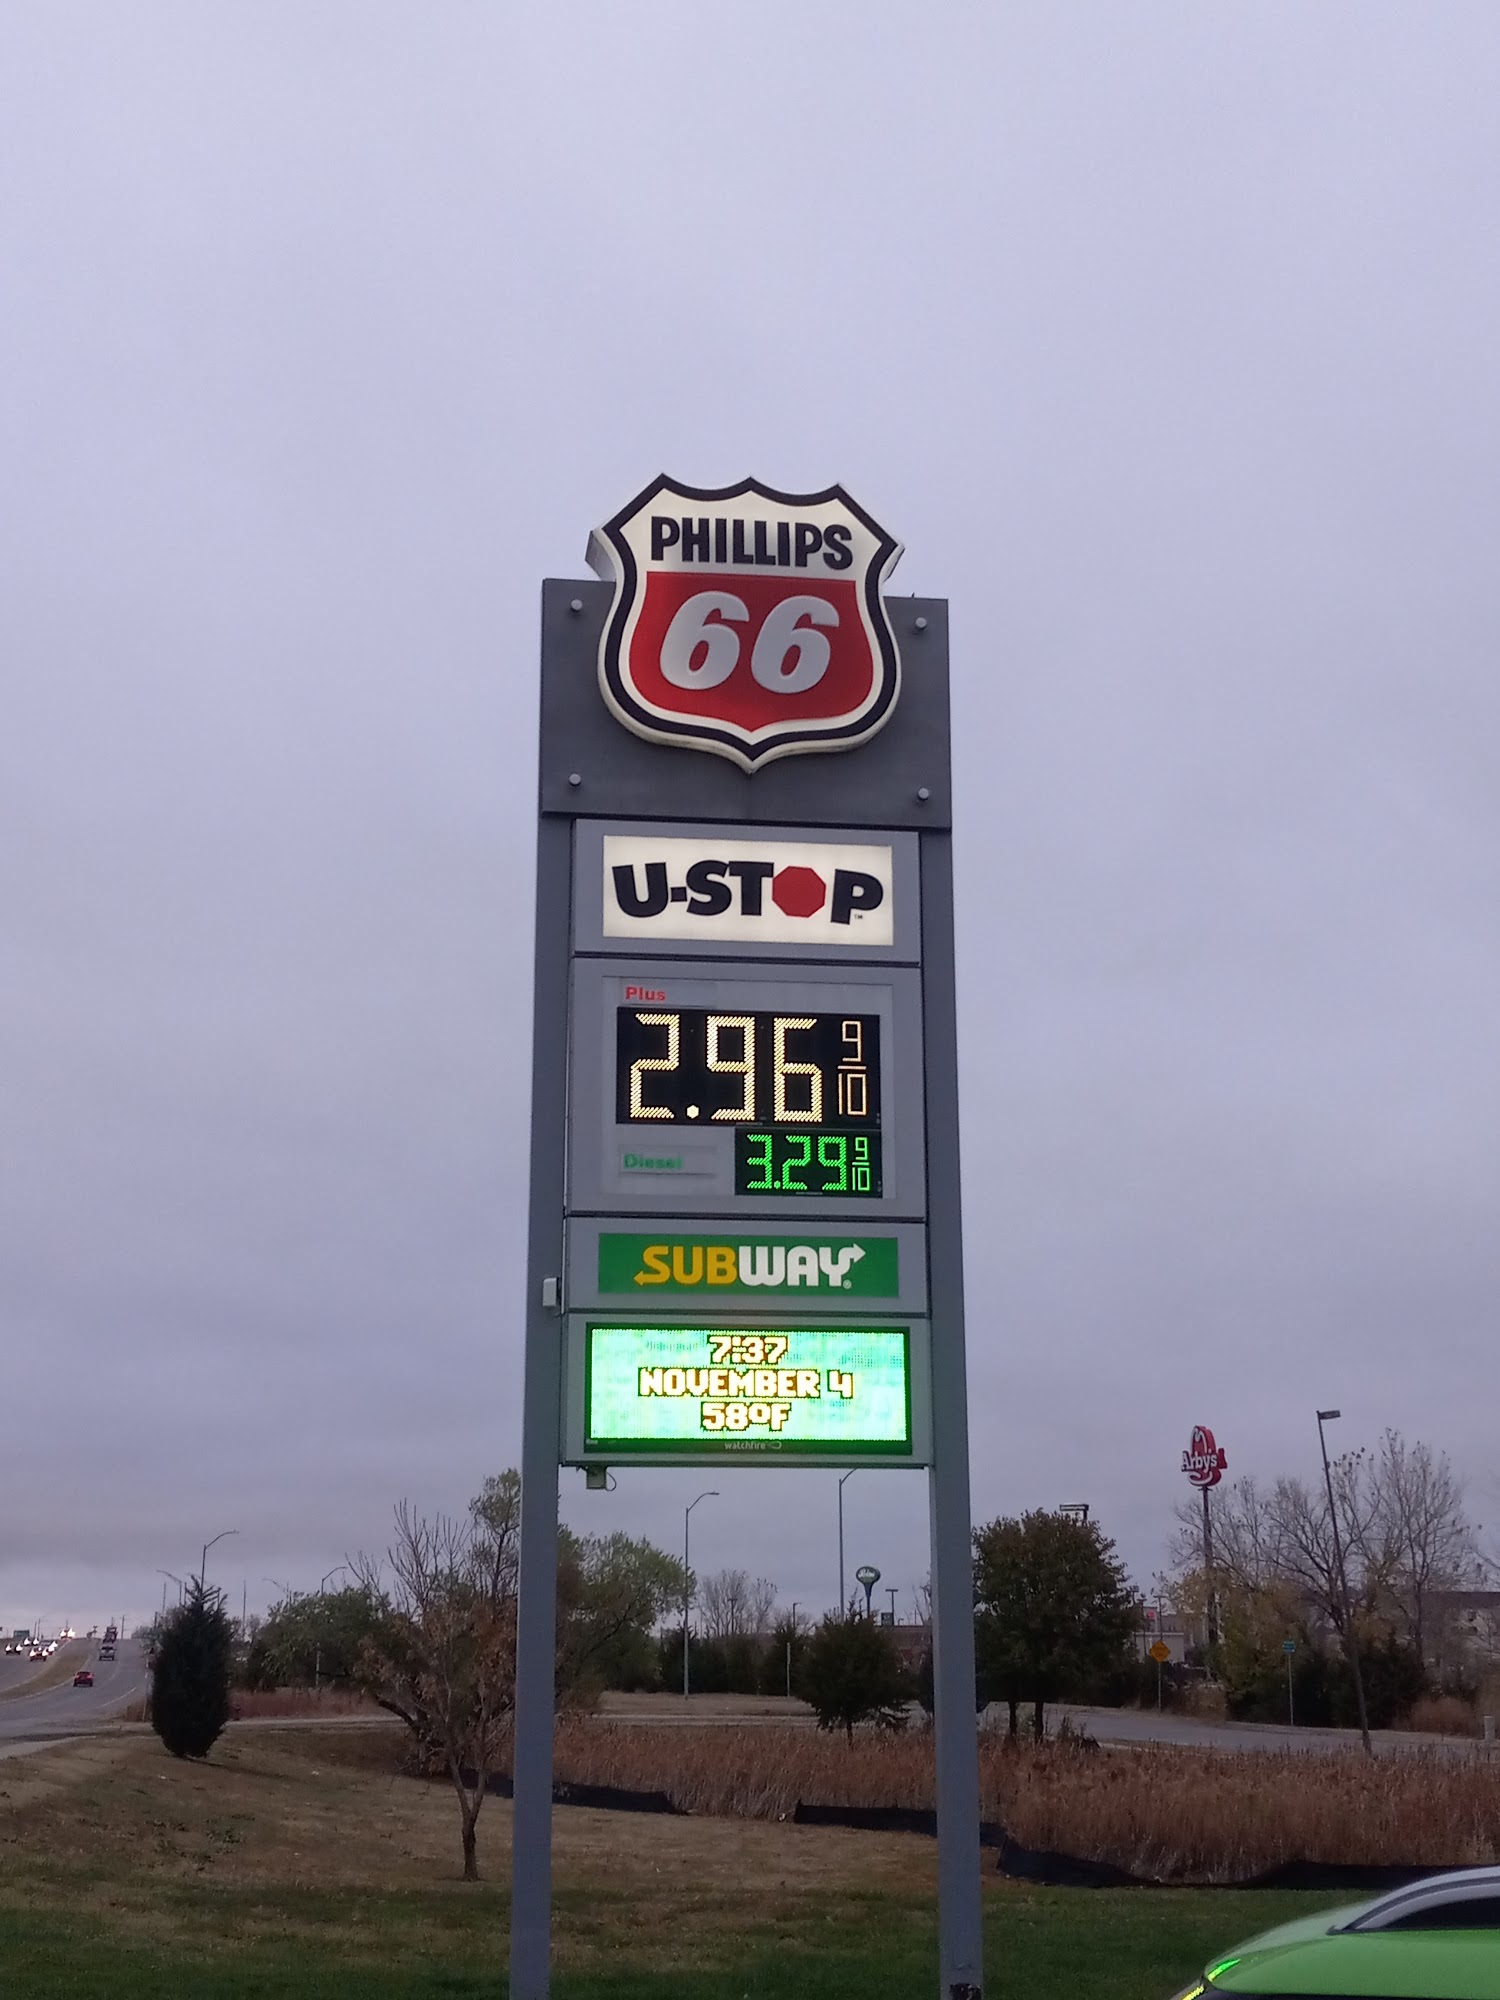 PHILLIPS
66
U-STOP
Plus
2.96 9/10
Diesel
3.29 9/10
SUBWAY
7:37
NOVEMBER 4
58ºF
watchfire
Arby's